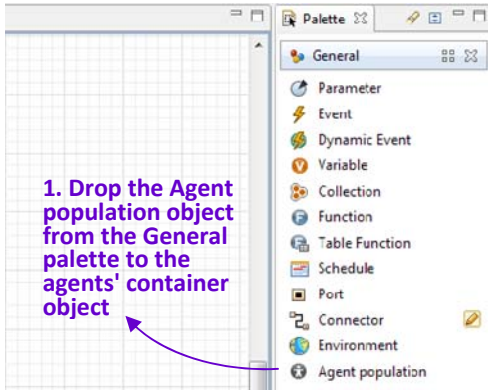 Palette
General
Parameter
Event
Dynamic Event
Variable
Collection
Function
Table Function
Schedule
Port
Connector
Environment
Agent population
1. Drop the Agent
population object
from the General
palette to the
agents' container
object